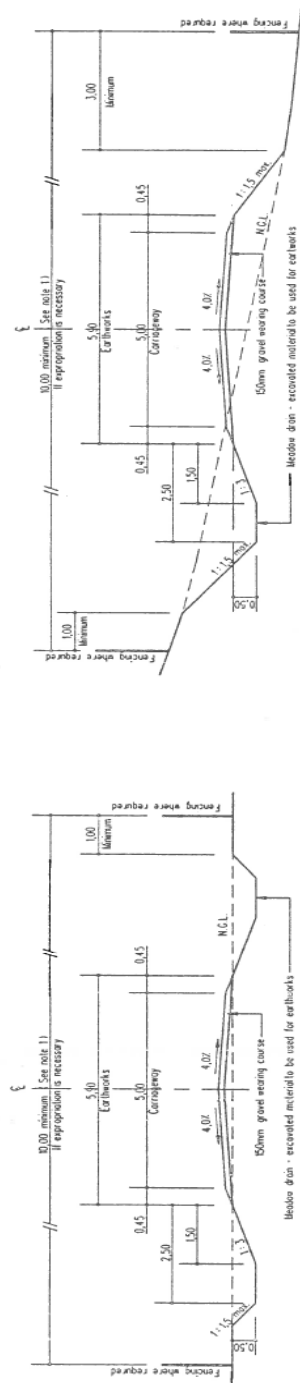 Fencing where required
3,00
Minimum
℄
10,00 minimum ( See note 1 )
If expropriation is necessary
5,90
Earthworks
5,00
Carriageway
0,45
0,45
2,50
1,50
4,0%
4,0%
1:1,5 max.
N.G.L.
150mm gravel wearing course
1:3
1:1,5 max.
0,50
Meadow drain - excavated material to be used for earthworks
1,00
Minimum
Fencing where required
Fencing where required
1,00
Minimum
℄
10,00 minimum ( See note 1 )
If expropriation is necessary
5,90
Earthworks
5,00
Carriageway
0,45
0,45
2,50
1,50
4,0%
4,0%
N.G.L.
150mm gravel wearing course
1:3
1:1,5 max.
0,50
Meadow drain - excavated material to be used for earthworks
Fencing where required